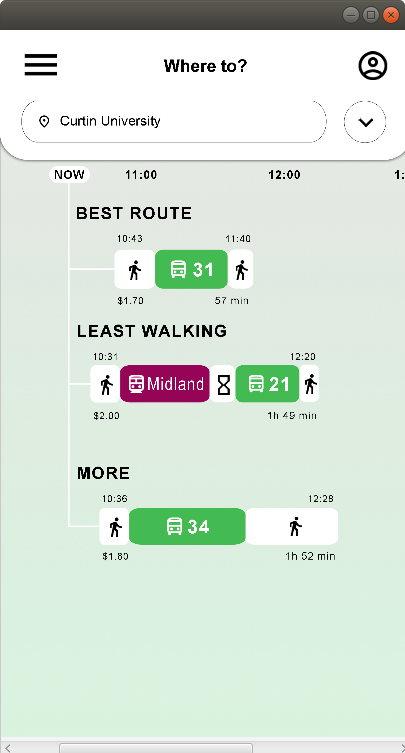 Where to?
Curtin University
NOW 11:00 12:00 1:
BEST ROUTE
10:43 11:40
31
$1.70 57 min
LEAST WALKING
10:31 12:20
Midland 21
$2.00 1h 49 min
MORE
10:36 12:28
34
$1.80 1h 52 min